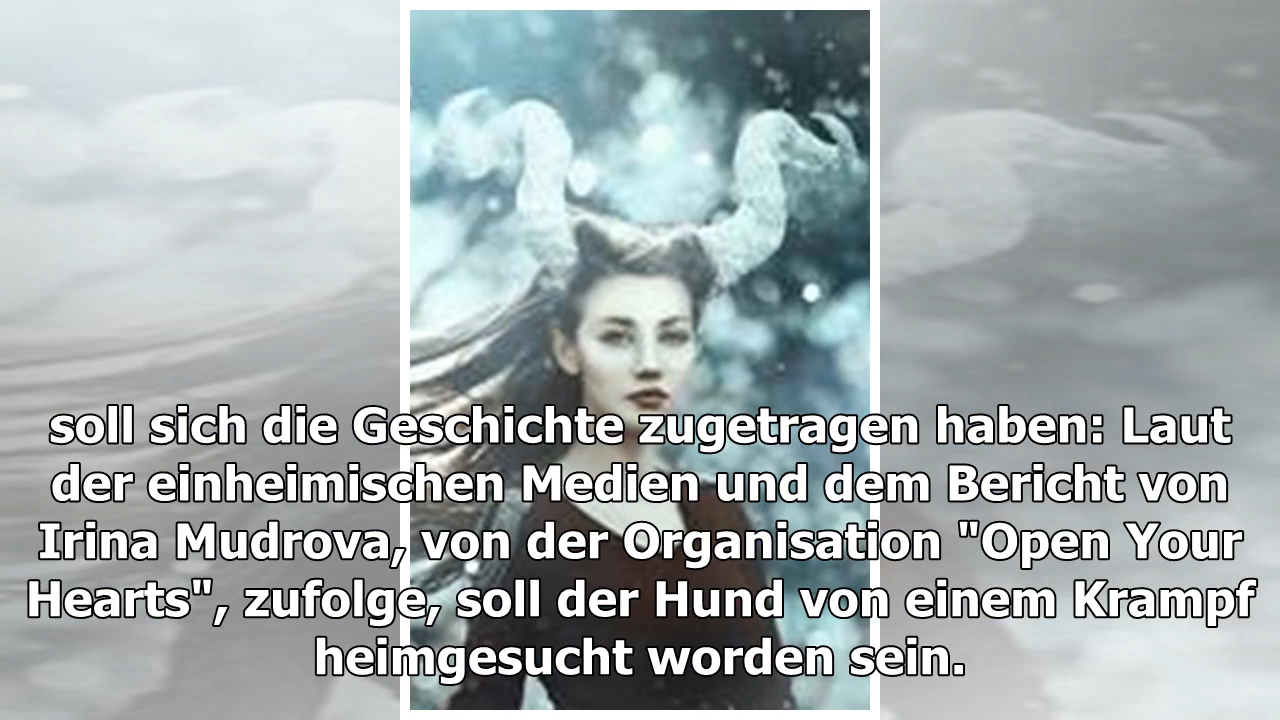 soll sich die Geschichte zugetragen haben: Laut
der einheimischen Medien und dem Bericht von
Irina Mudrova, von der Organisation "Open Your
Hearts", zufolge, soll der Hund von einem Krampf
heimgesucht worden sein.